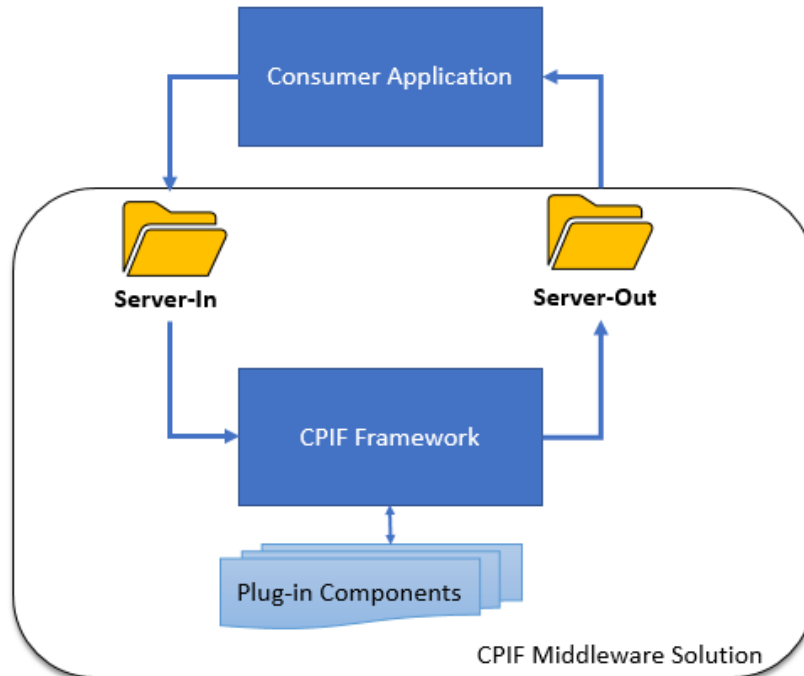 Consumer Application
Server-In
Server-Out
CPIF Framework
Plug-in Components
CPIF Middleware Solution